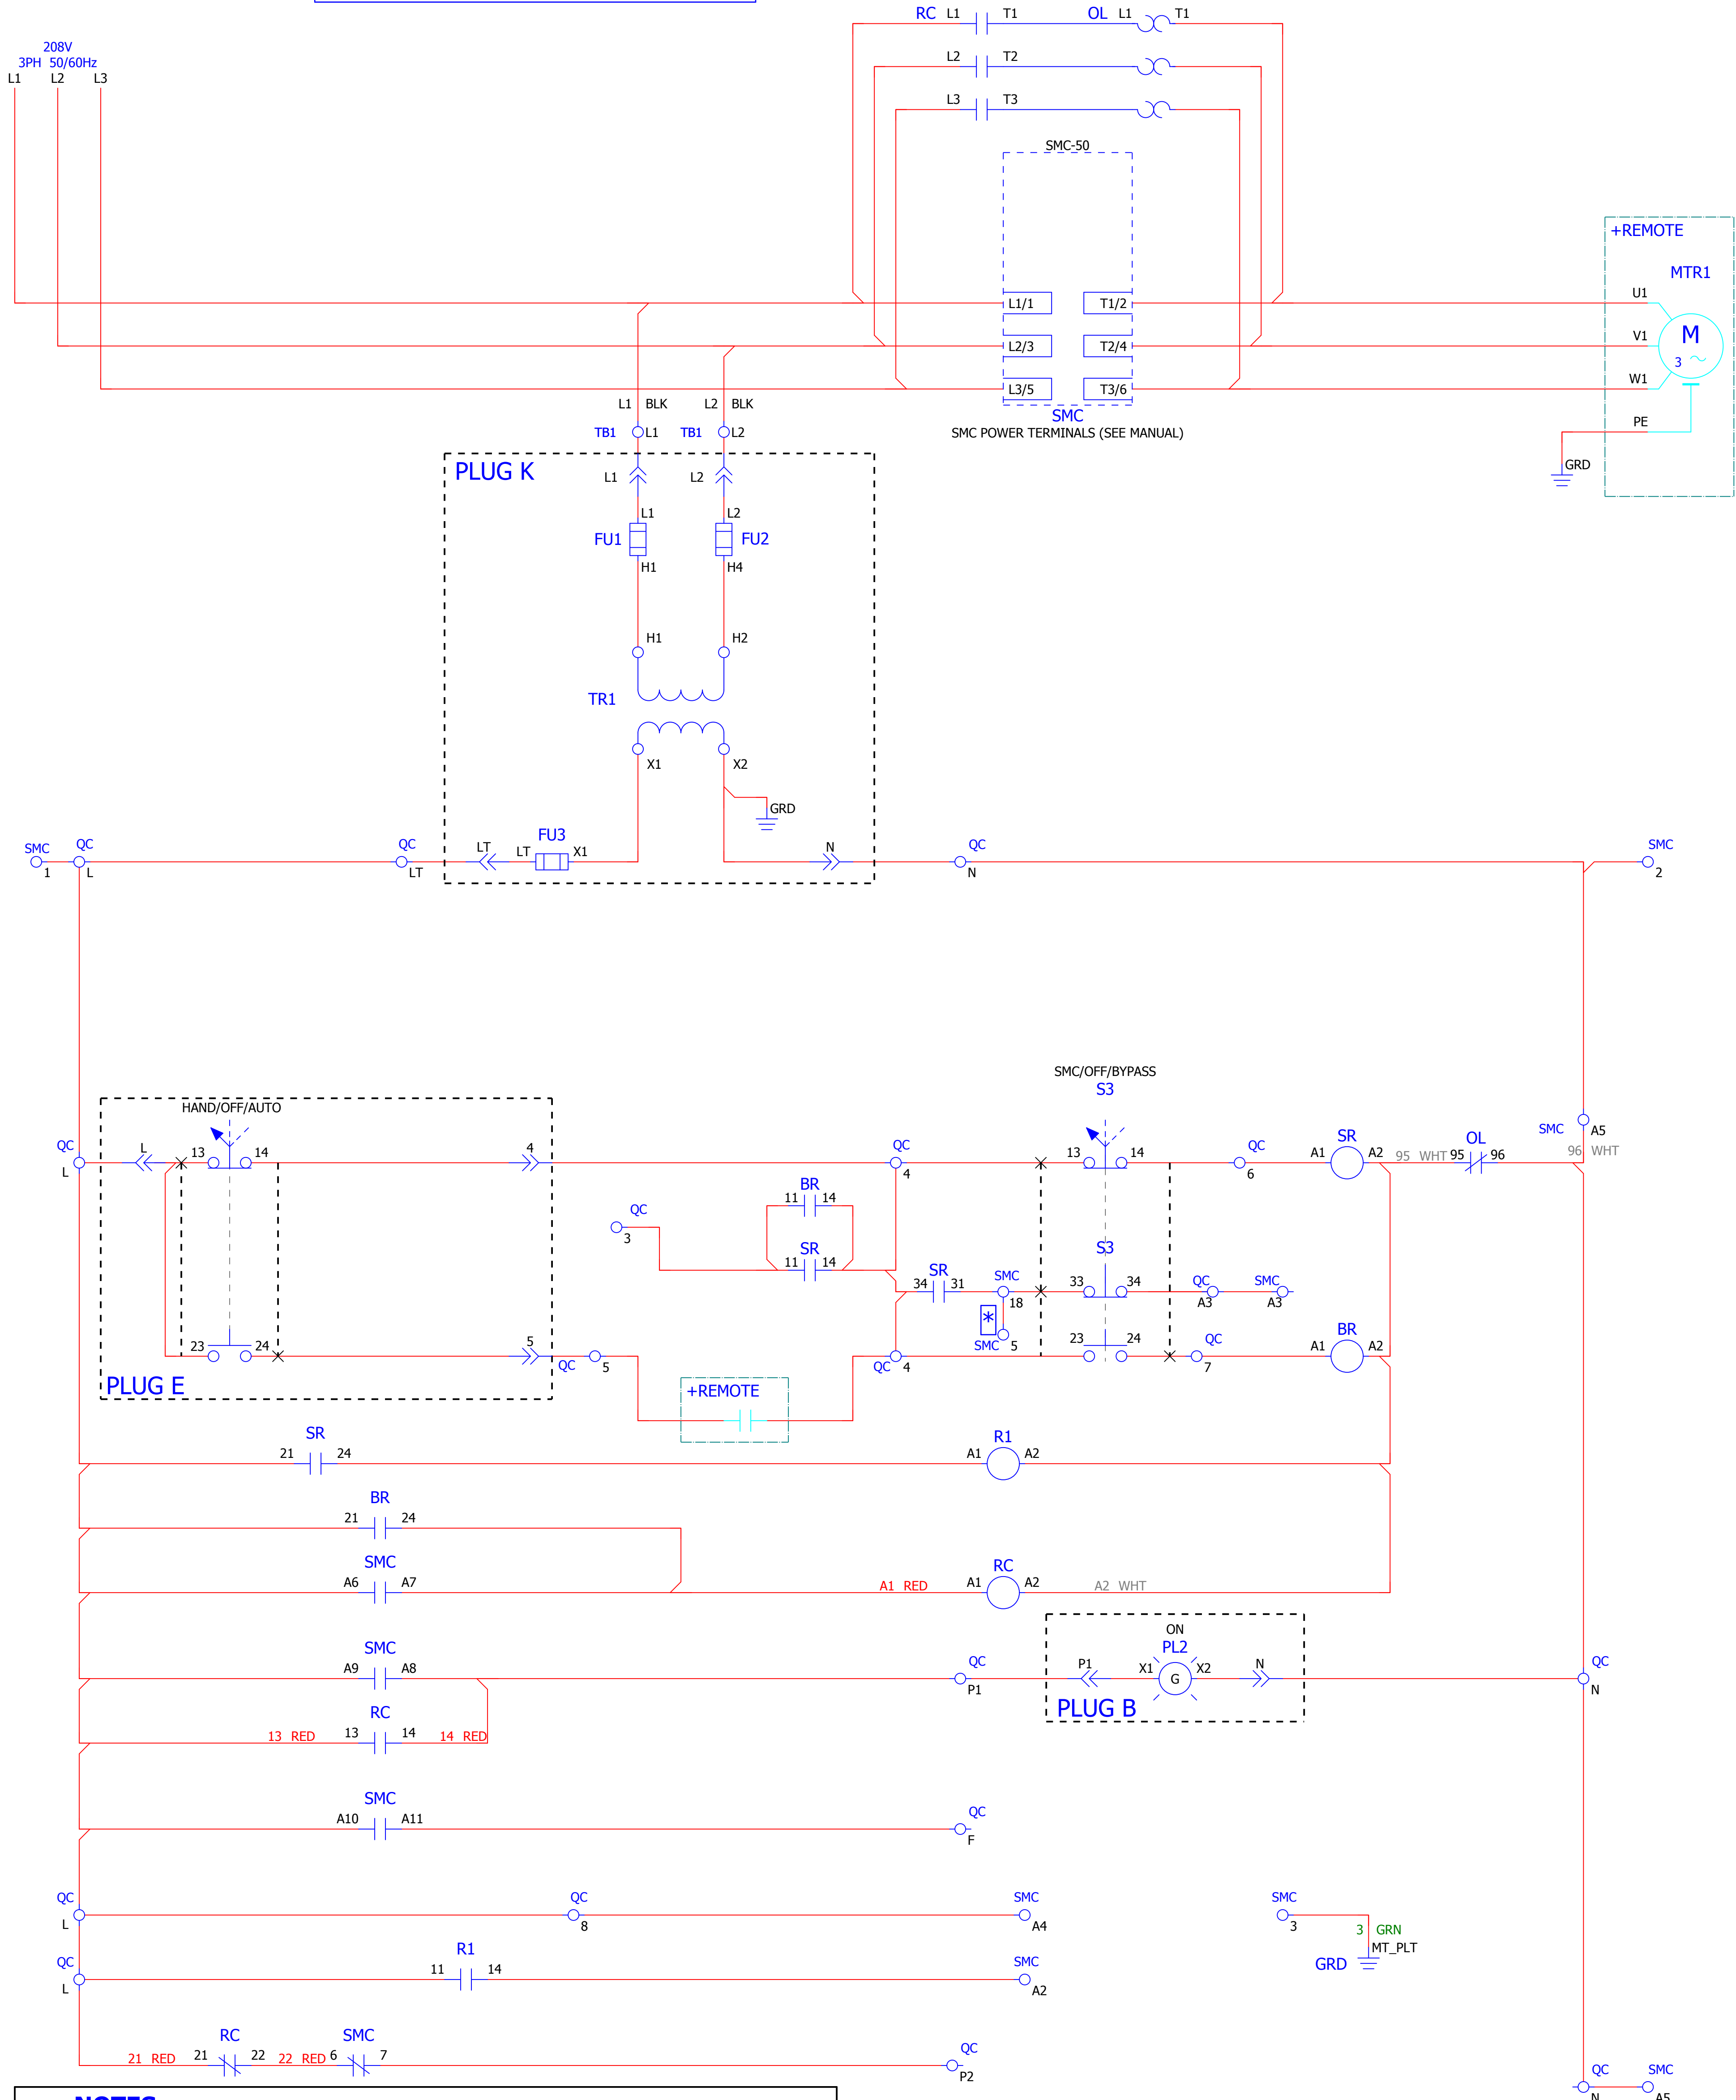 RC L1 T1 OL L1 T1
208V
3PH 50/60Hz
L1 L2 L3
L2 T2
L3 T3
SMC-50
+REMOTE
MTR1
L1/1 T1/2 U1
L2/3 T2/4 V1
M
3
L3/5 T3/6 W1
L1 BLK L2 BLK
SMC
PE
TB1 L1 TB1 L2
SMC POWER TERMINALS (SEE MANUAL)
GRD
PLUG K
L1 L2
L1 L2
FU1 FU2
H1 H4
H1 H2
TR1
X1 X2
GRD
SMC QC QC LT LT FU3 X1 N QC SMC
1 L LT N 2
SMC/OFF/BYPASS
S3
HAND/OFF/AUTO
SMC A5
QC L 13 14 4 QC 13 14 QC SR A1 A2 95 WHT 95 OL 96 96 WHT
L 4 6
BR
11 14
QC
3
SR
11 14
S3
SR
34 31 SMC 33 34 QC SMC
18 A3 A3
*
SMC 5
23 24 5 23 24 QC BR A1 A2
QC 5 QC 4 7
PLUG E
+REMOTE
SR
21 24
R1
A1 A2
BR
21 24
SMC
A6 A7
RC
A1 RED A1 A2 A2 WHT
ON
SMC PL2
A9 A8 QC P1 X1 G X2 N QC
P1 N
RC
PLUG B
13 RED 13 14 14 RED
SMC
A10 A11 QC
F
QC QC SMC SMC
L 8 A4 3
3 GRN
MT_PLT
GRD
QC R1 SMC
11 14
L A2
RC SMC
21 RED 21 22 22 RED 6 7 QC
P2
QC SMC
N A5
NOTES